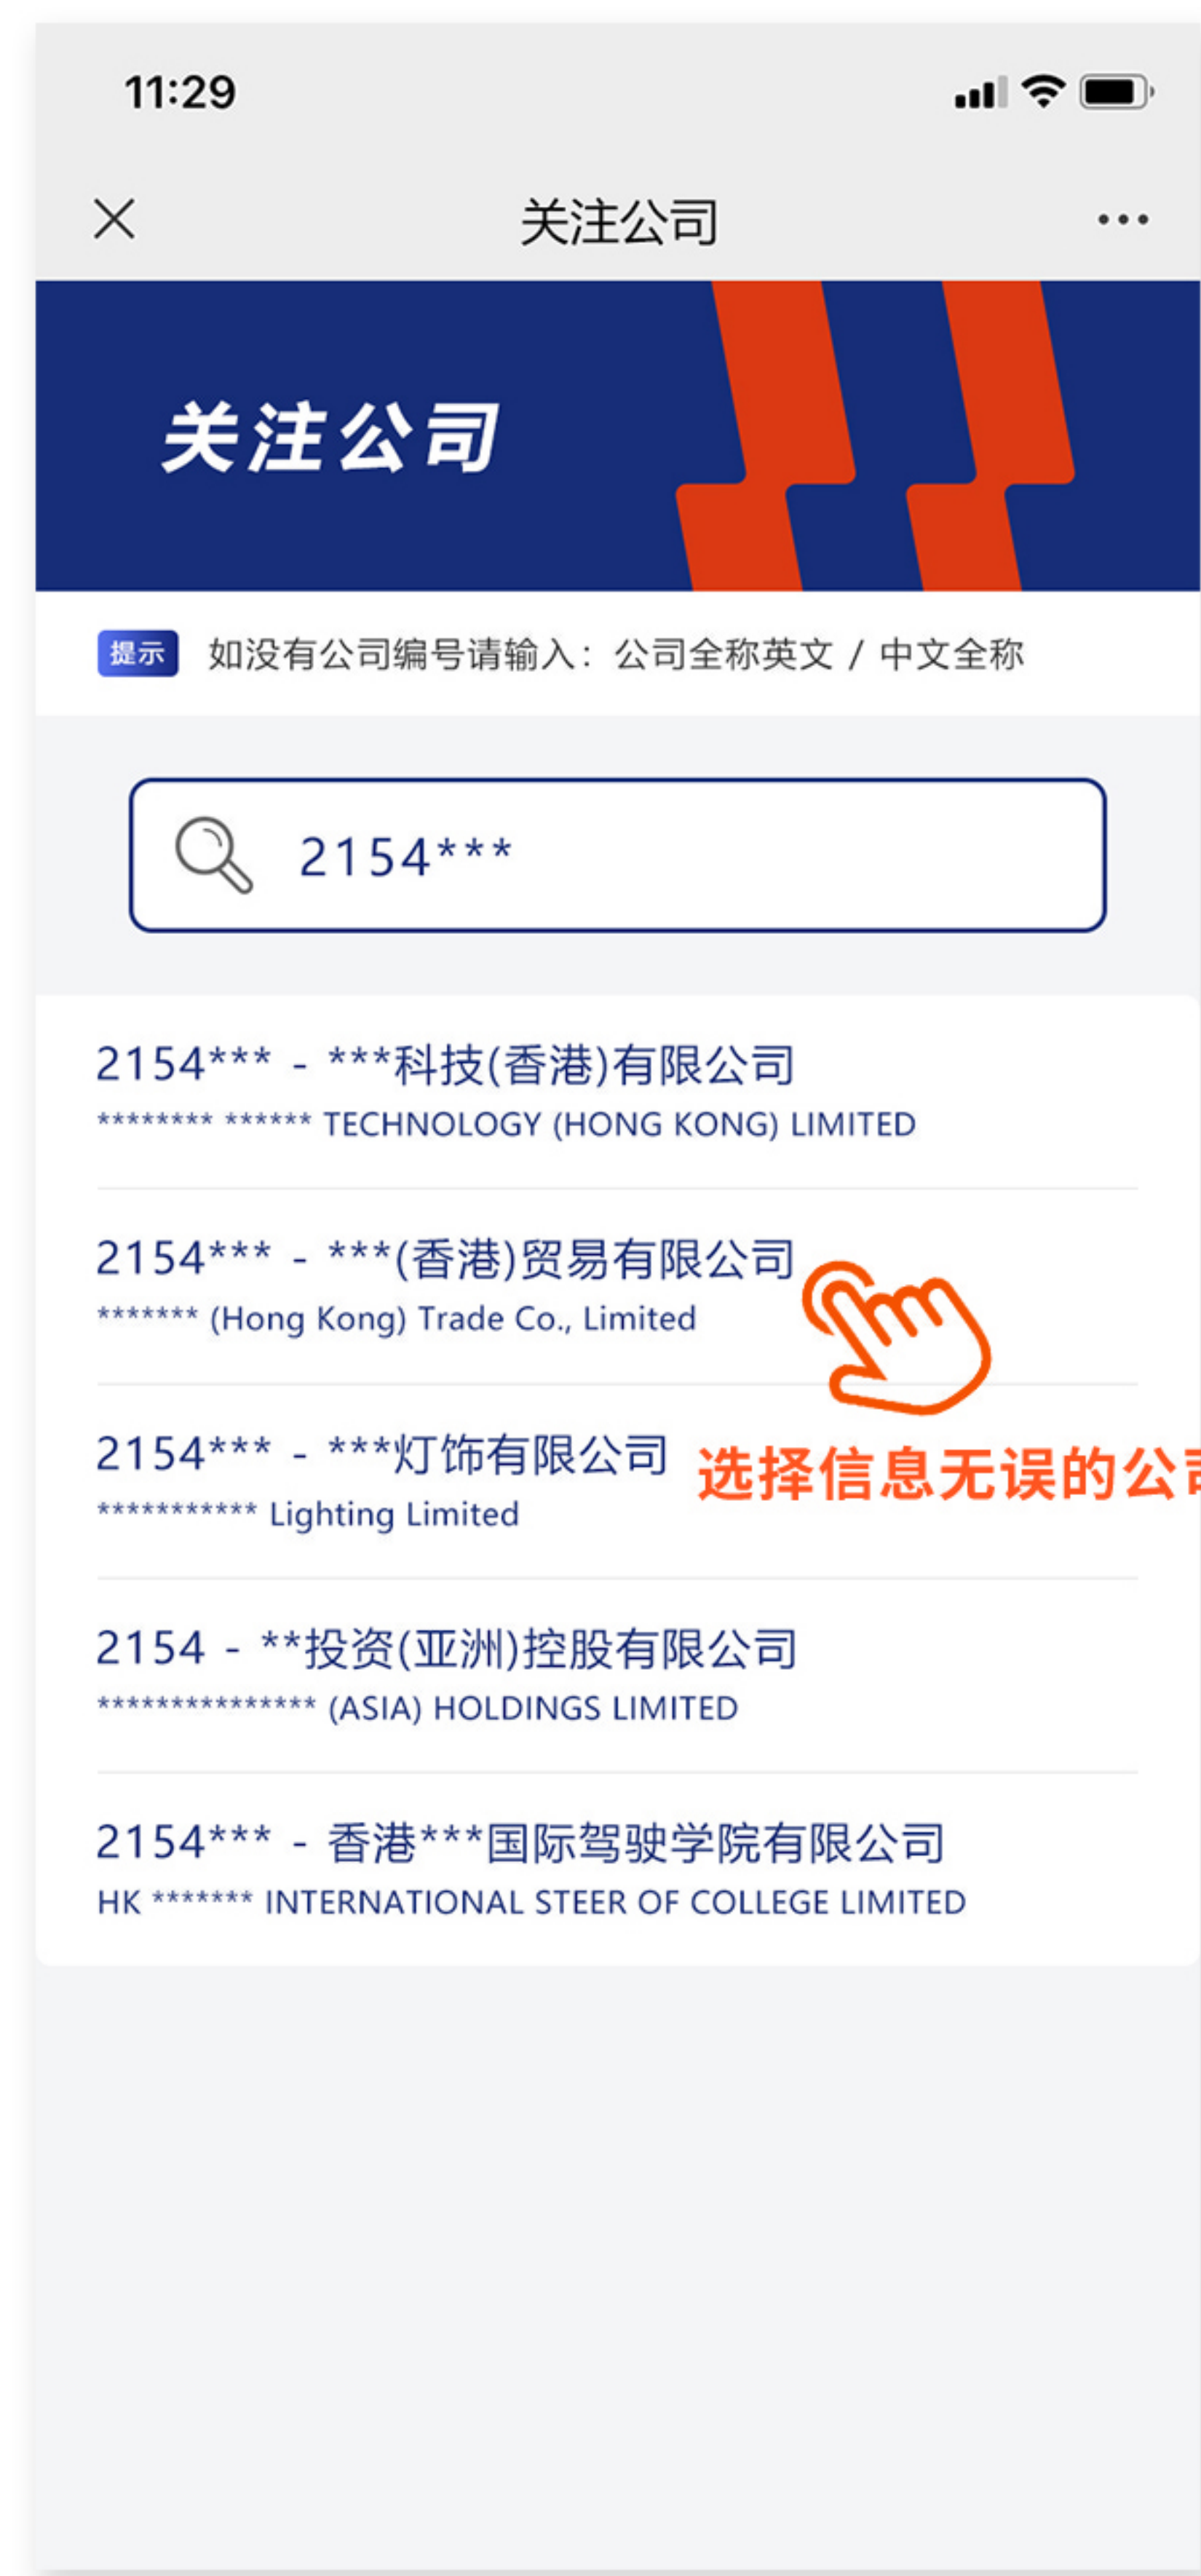 11:29
关注公司
关注公司
提示 如没有公司编号请输入：公司全称英文 / 中文全称
2154***
2154*** - ***科技(香港)有限公司
******** ****** TECHNOLOGY (HONG KONG) LIMITED
2154*** - ***(香港)贸易有限公司
******* (Hong Kong) Trade Co., Limited
2154*** - ***灯饰有限公司
选择信息无误的公司
*********** Lighting Limited
2154 - **投资(亚洲)控股有限公司
*************** (ASIA) HOLDINGS LIMITED
2154*** - 香港***国际驾驶学院有限公司
HK ******* INTERNATIONAL STEER OF COLLEGE LIMITED